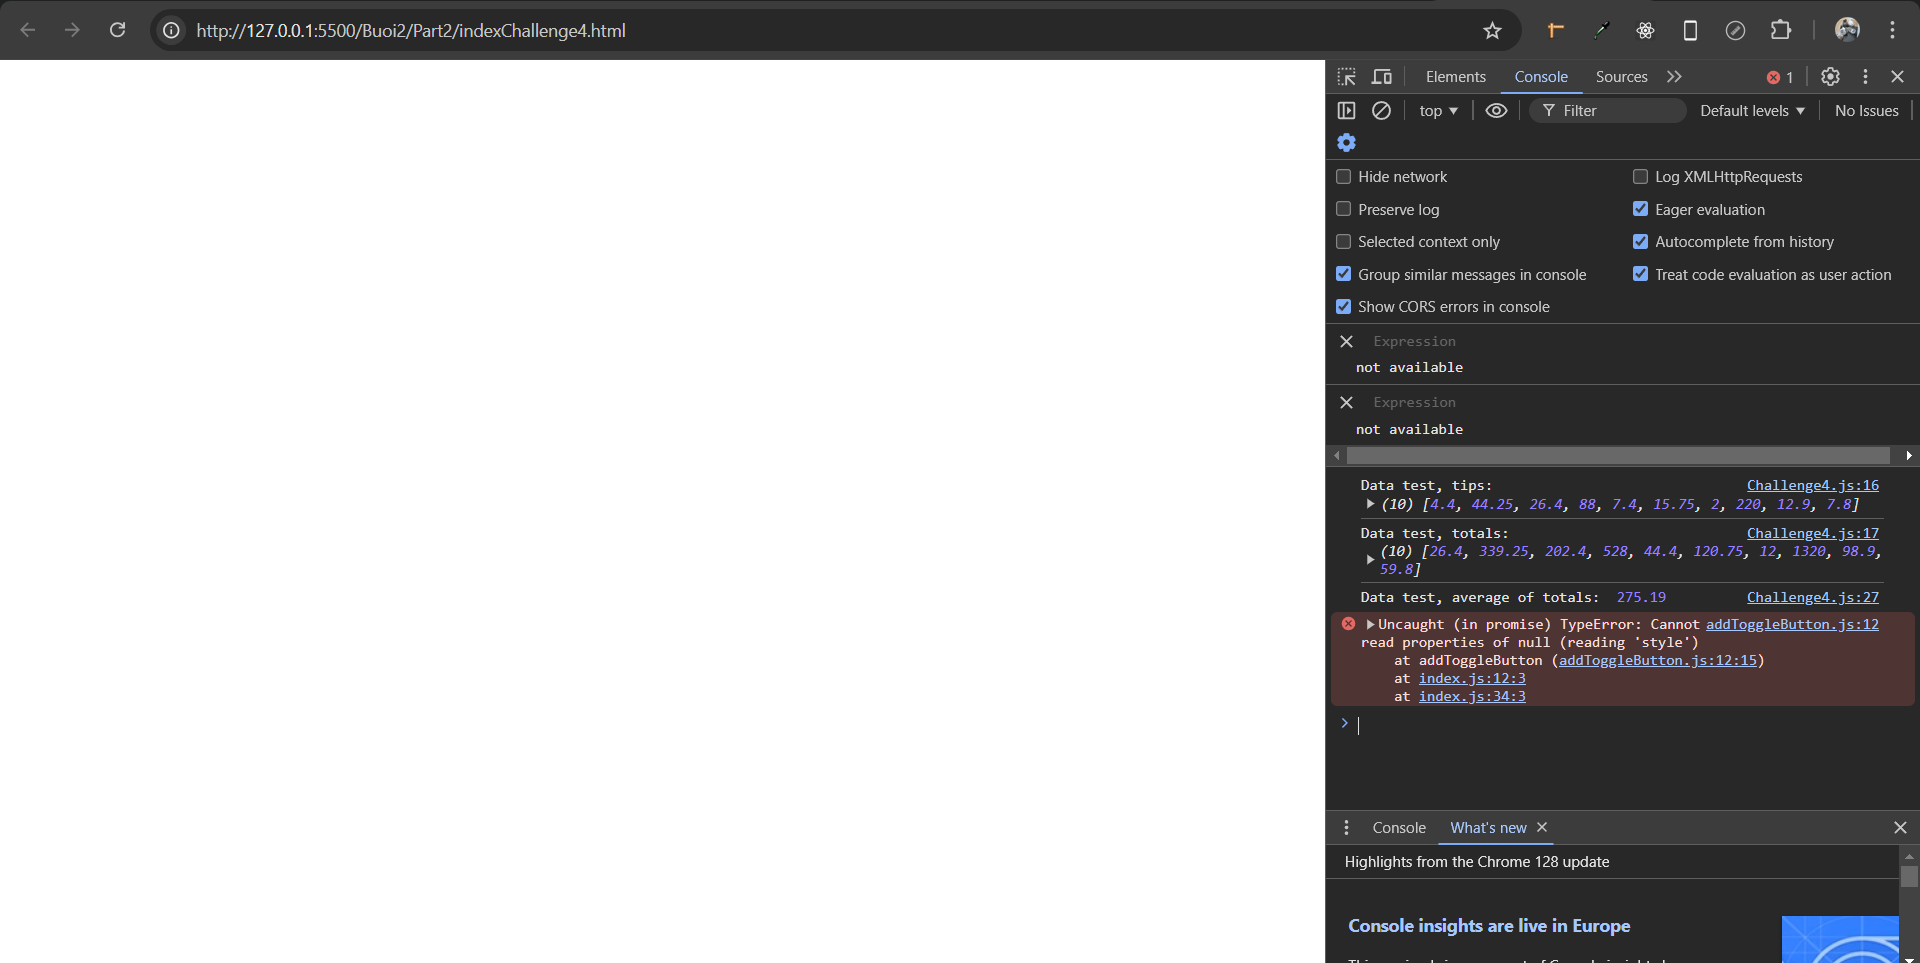 http://127.0.0.1:5500/Buoi2/Part2/indexChallenge4.html
Elements Console Sources 1
top Filter Default levels No Issues
Hide network Log XMLHttpRequests
Preserve log Eager evaluation
Selected context only Autocomplete from history
Group similar messages in console Treat code evaluation as user action
Show CORS errors in console
Expression
not available
Expression
not available
Data test, tips: Challenge4.js:16
(10) [4.4, 44.25, 26.4, 88, 7.4, 15.75, 2, 220, 12.9, 7.8]
Data test, totals: Challenge4.js:17
(10) [26.4, 339.25, 202.4, 528, 44.4, 120.75, 12, 1320, 98.9,
59.8]
Data test, average of totals: 275.19 Challenge4.js:27
Uncaught (in promise) TypeError: Cannot addToggleButton.js:12
read properties of null (reading 'style')
at addToggleButton (addToggleButton.js:12:15)
at index.js:12:3
at index.js:34:3
Console What's new
Highlights from the Chrome 128 update
Console insights are live in Europe